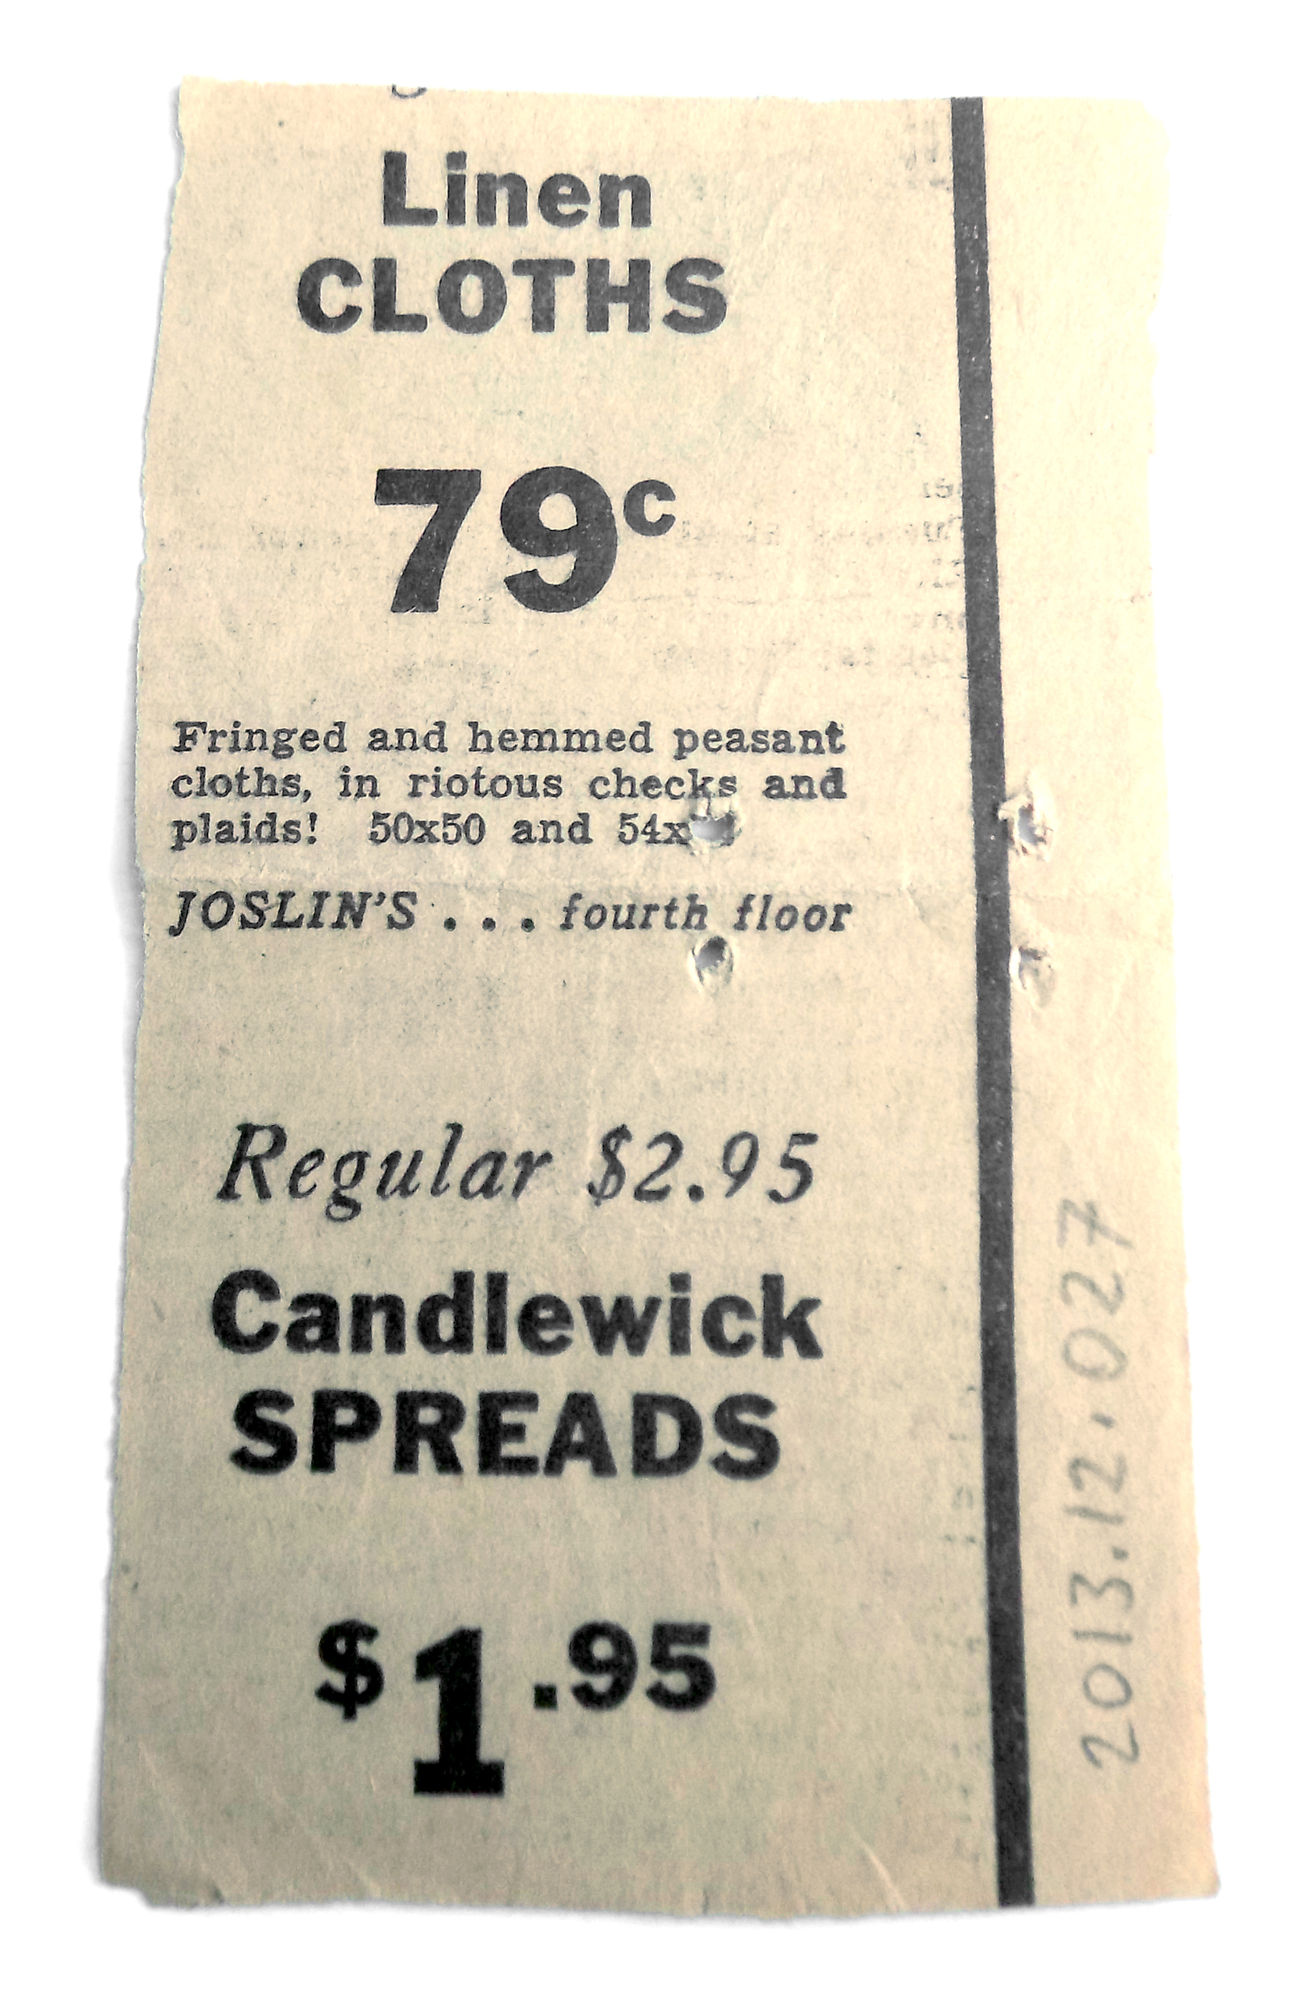 Linen
CLOTHS
79c
Fringed and hemmed peasant
cloths, in riotous checks and
plaids! 50x50 and
JOSLIN'S . . . fourth floor
Regular $2.95
Candlewick
SPREADS
$1.95
2013.12.027